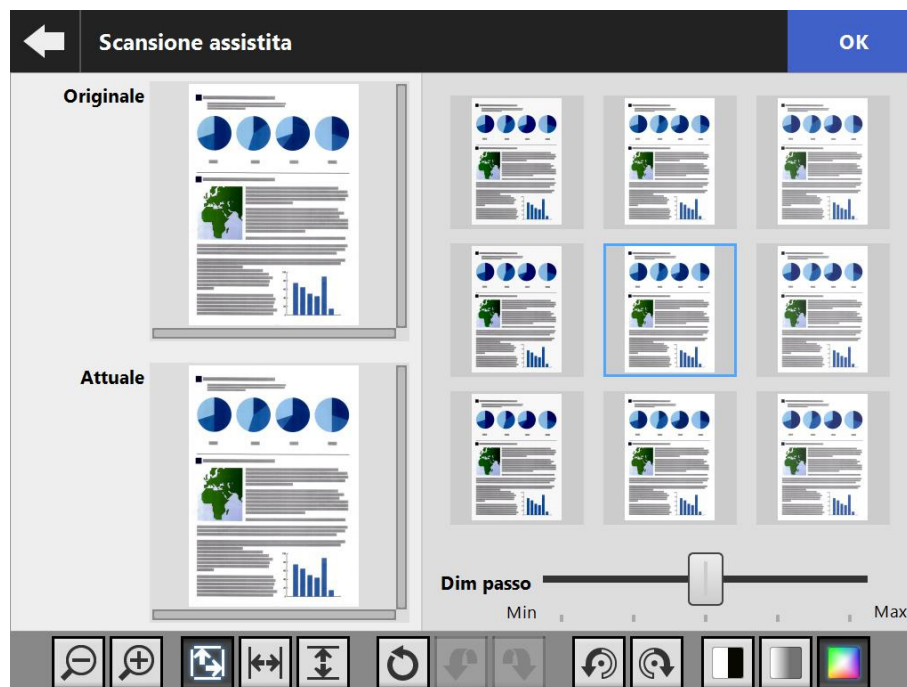 Scansione assistita
OK
Originale
Attuale
Dim passo
Min
Max